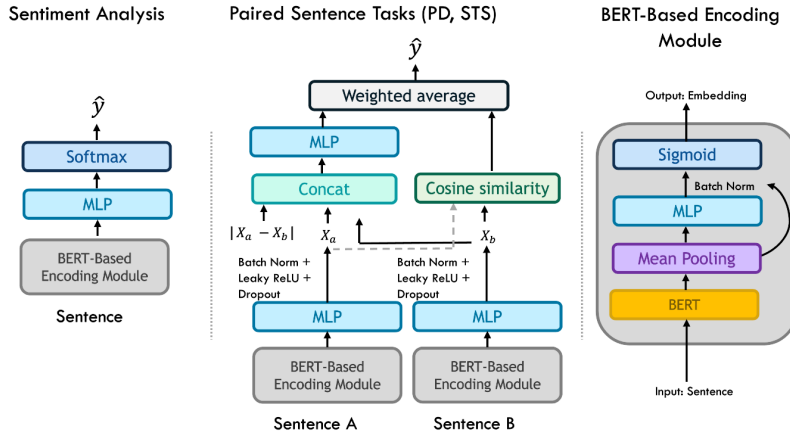 Sentiment Analysis
ŷ
Softmax
MLP
BERT-Based
Encoding Module
Sentence
Paired Sentence Tasks (PD, STS)
ŷ
Weighted average
MLP
Concat
Cosine similarity
|Xₐ − X_b|
Xₐ
X_b
Batch Norm +
Leaky ReLU +
Dropout
Batch Norm +
Leaky ReLU +
Dropout
MLP
MLP
BERT-Based
Encoding Module
BERT-Based
Encoding Module
Sentence A
Sentence B
BERT-Based Encoding
Module
Output: Embedding
Sigmoid
Batch Norm
MLP
Mean Pooling
BERT
Input: Sentence